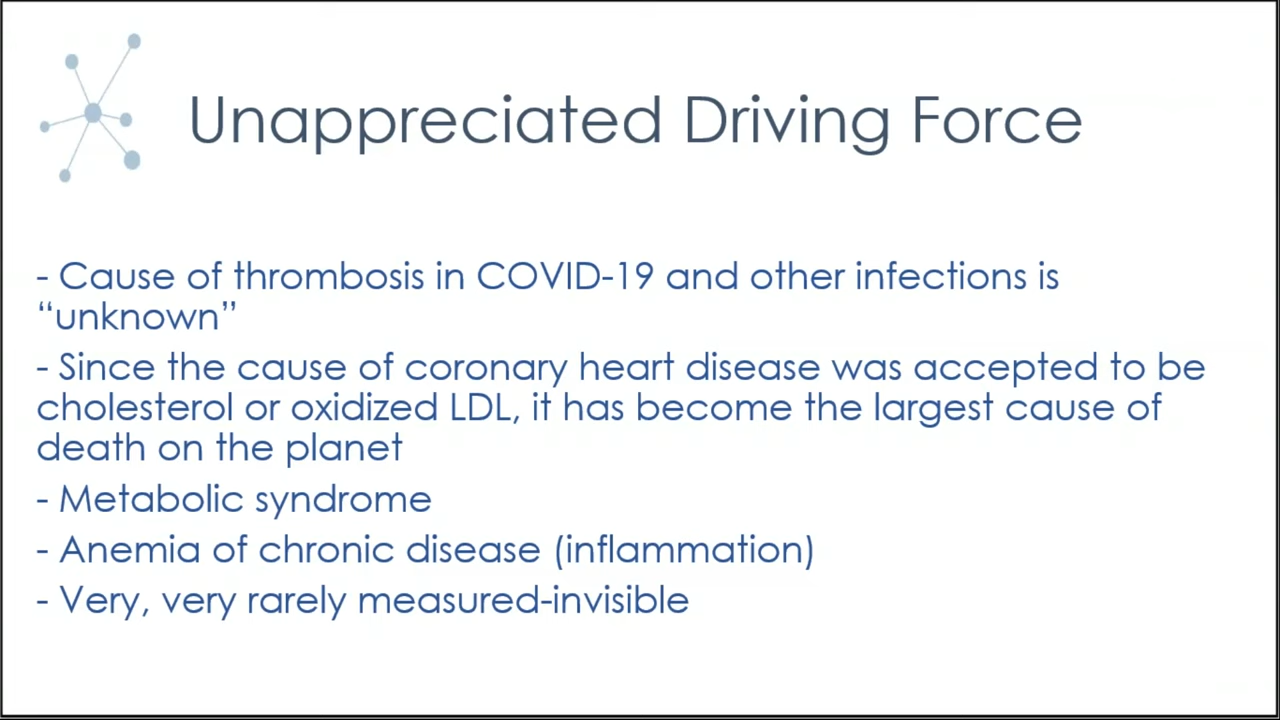 Unappreciated Driving Force
- Cause of thrombosis in COVID-19 and other infections is
“unknown”
- Since the cause of coronary heart disease was accepted to be
cholesterol or oxidized LDL, it has become the largest cause of
death on the planet
- Metabolic syndrome
- Anemia of chronic disease (inflammation)
- Very, very rarely measured-invisible